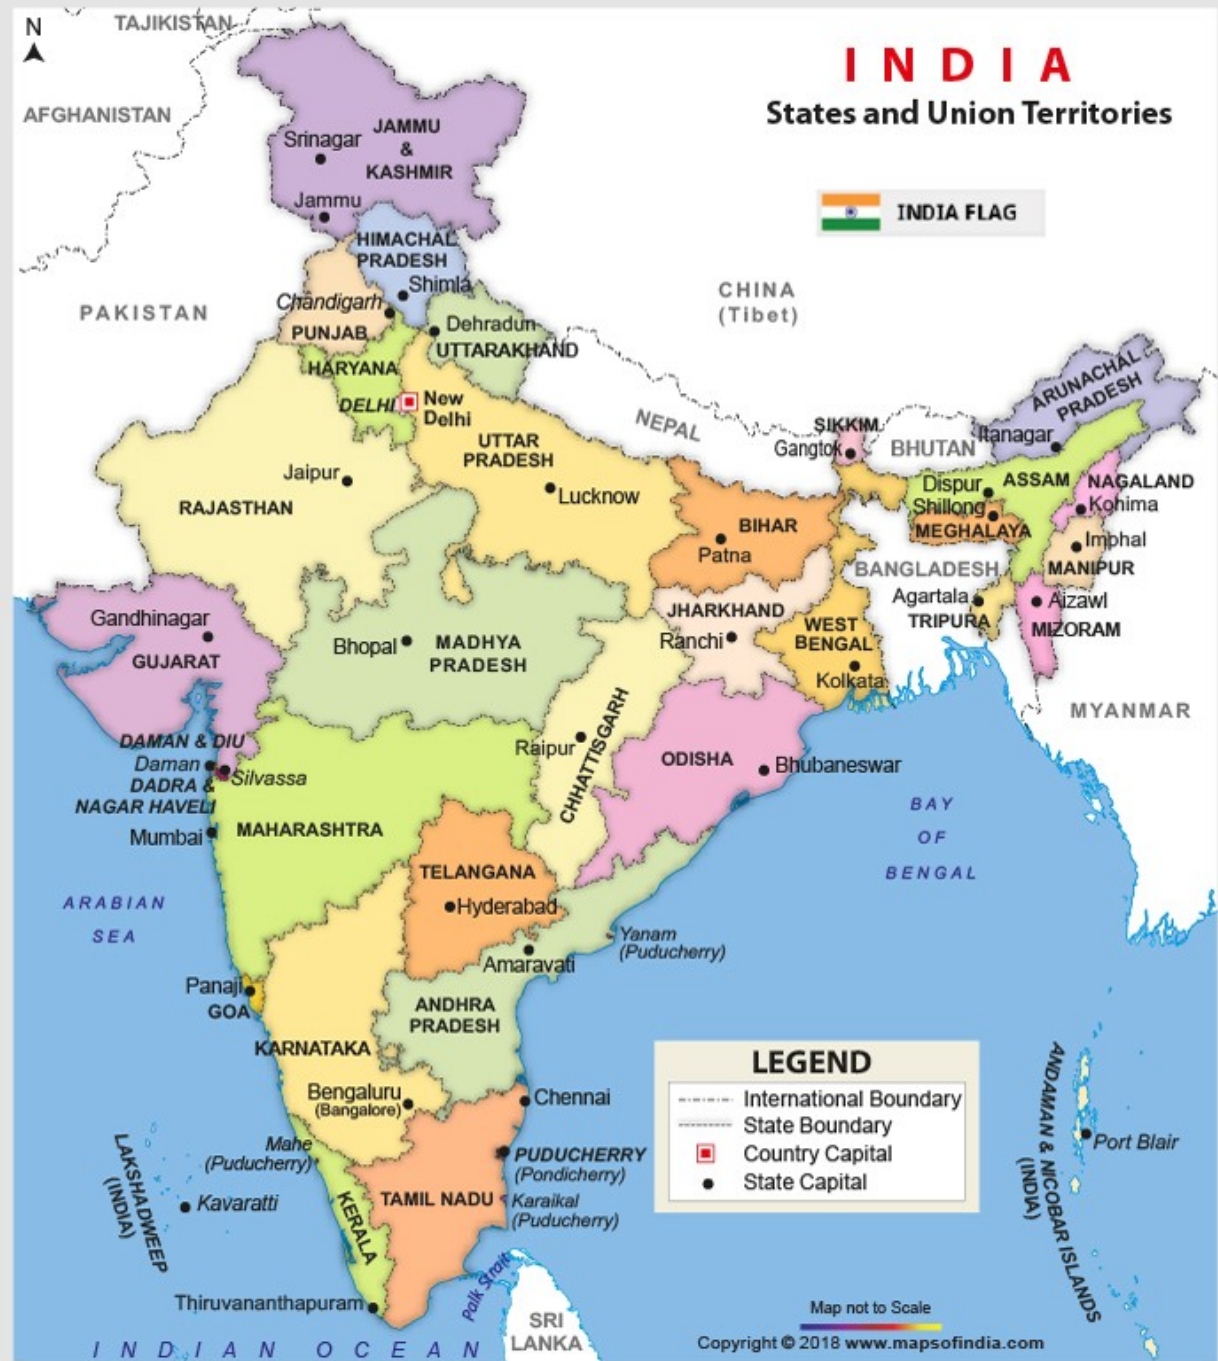 N
TAJIKISTAN
AFGHANISTAN
INDIA
States and Union Territories
INDIA FLAG
Srinagar
JAMMU
&
KASHMIR
Jammu
HIMACHAL
PRADESH
Shimla
Chandigarh
PUNJAB
Dehradun
UTTARAKHAND
PAKISTAN
CHINA
(Tibet)
HARYANA
DELHI
New
Delhi
UTTAR
PRADESH
Lucknow
Jaipur
RAJASTHAN
NEPAL
SIKKIM
Gangtok
BHUTAN
ARUNACHAL
PRADESH
Itanagar
ASSAM
Dispur
Shillong
MEGHALAYA
NAGALAND
Kohima
Imphal
MANIPUR
BIHAR
Patna
BANGLADESH
Agartala
TRIPURA
Aizawl
MIZORAM
JHARKHAND
Ranchi
WEST
BENGAL
Kolkata
Gandhinagar
GUJARAT
Bhopal
MADHYA
PRADESH
MYANMAR
DAMAN & DIU
Daman
Silvassa
DADRA &
NAGAR HAVELI
Mumbai
MAHARASHTRA
Raipur
CHHATTISGARH
ODISHA
Bhubaneswar
BAY
OF
BENGAL
ARABIAN
SEA
TELANGANA
Hyderabad
Yanam
(Puducherry)
Amaravati
Panaji
GOA
ANDHRA
PRADESH
KARNATAKA
Bengaluru
(Bangalore)
Chennai
Mahe
(Puducherry)
PUDUCHERRY
(Pondicherry)
Karaikal
(Puducherry)
TAMIL NADU
KERALA
LAKSHADWEEP
(INDIA)
Kavaratti
Thiruvananthapuram
Palk Strait
SRI
LANKA
INDIAN OCEAN
LEGEND
International Boundary
State Boundary
Country Capital
State Capital
ANDAMAN & NICOBAR ISLANDS
(INDIA)
Port Blair
Map not to Scale
Copyright © 2018 www.mapsofindia.com